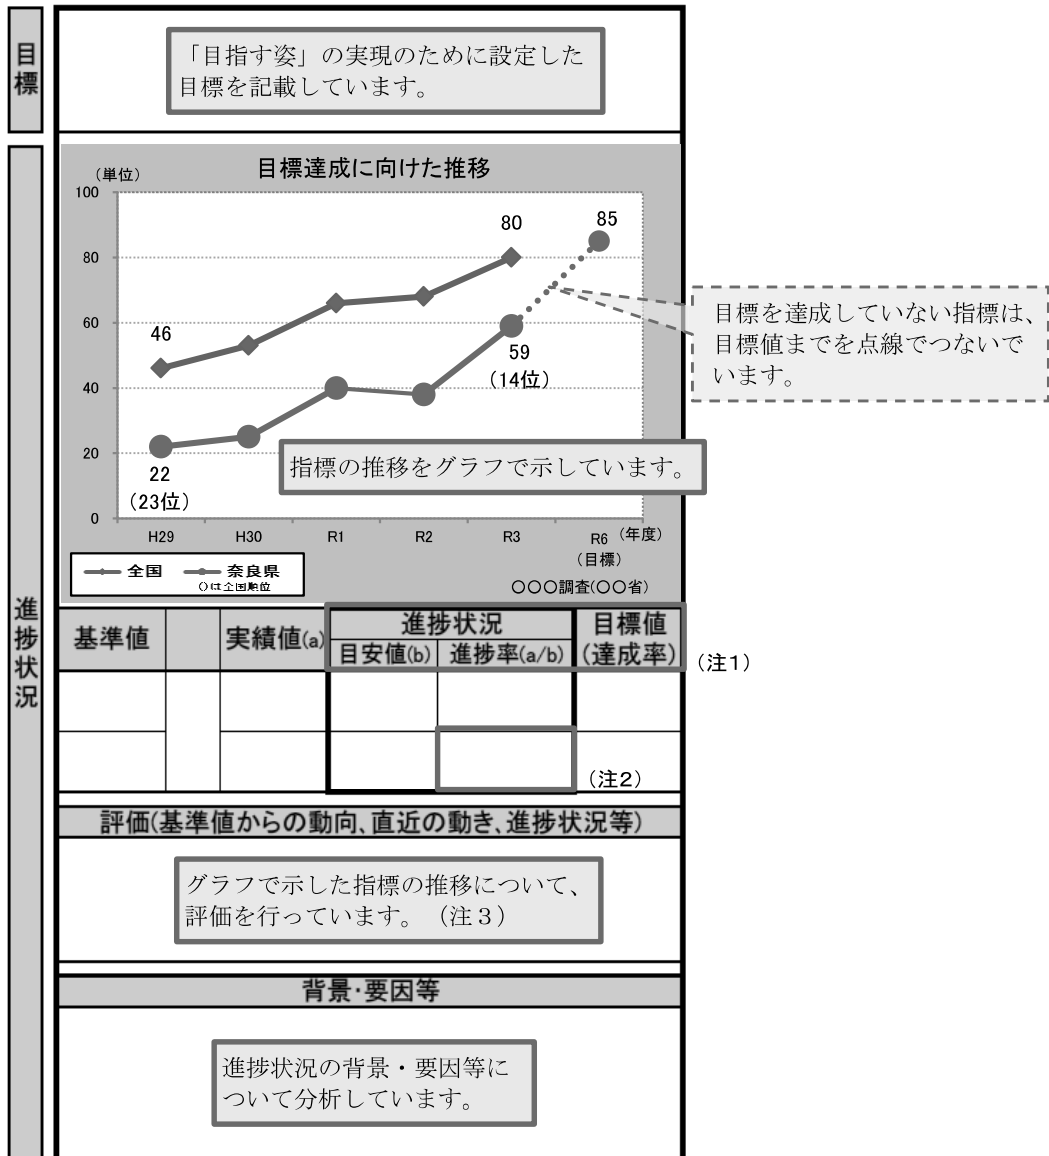 目標
「目指す姿」の実現のために設定した
目標を記載しています。
進捗状況
目標達成に向けた推移
(単位)
100
80
60
40
20
0
46
80
85
59
(14位)
22
(23位)
H29
H30
R1
R2
R3
R6
(目標)
(年度)
全国
奈良県
()は全国順位
○○○調査(○○省)
目標を達成していない指標は、
目標値までを点線でつないで
います。
指標の推移をグラフで示しています。
基準値
実績値(a)
進捗状況
目安値(b)
進捗率(a/b)
目標値
(達成率)
(注1)
(注2)
評価(基準値からの動向、直近の動き、進捗状況等)
グラフで示した指標の推移について、
評価を行っています。(注3)
背景・要因等
進捗状況の背景・要因等に
ついて分析しています。